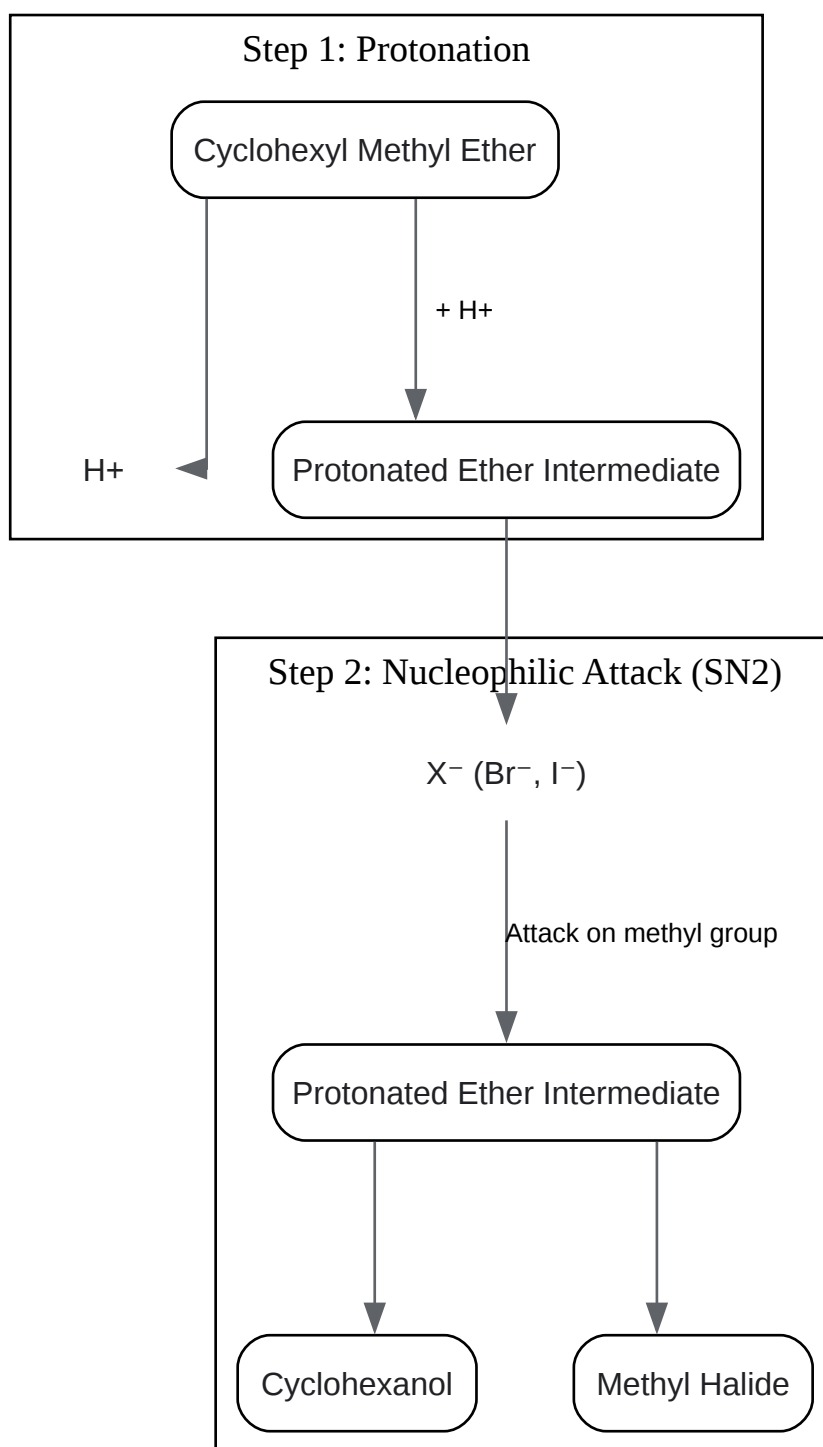 Step 1: Protonation
Cyclohexyl Methyl Ether
+ H+
H+
Protonated Ether Intermediate
Step 2: Nucleophilic Attack (SN2)
X⁻ (Br⁻, I⁻)
Attack on methyl group
Protonated Ether Intermediate
Cyclohexanol
Methyl Halide